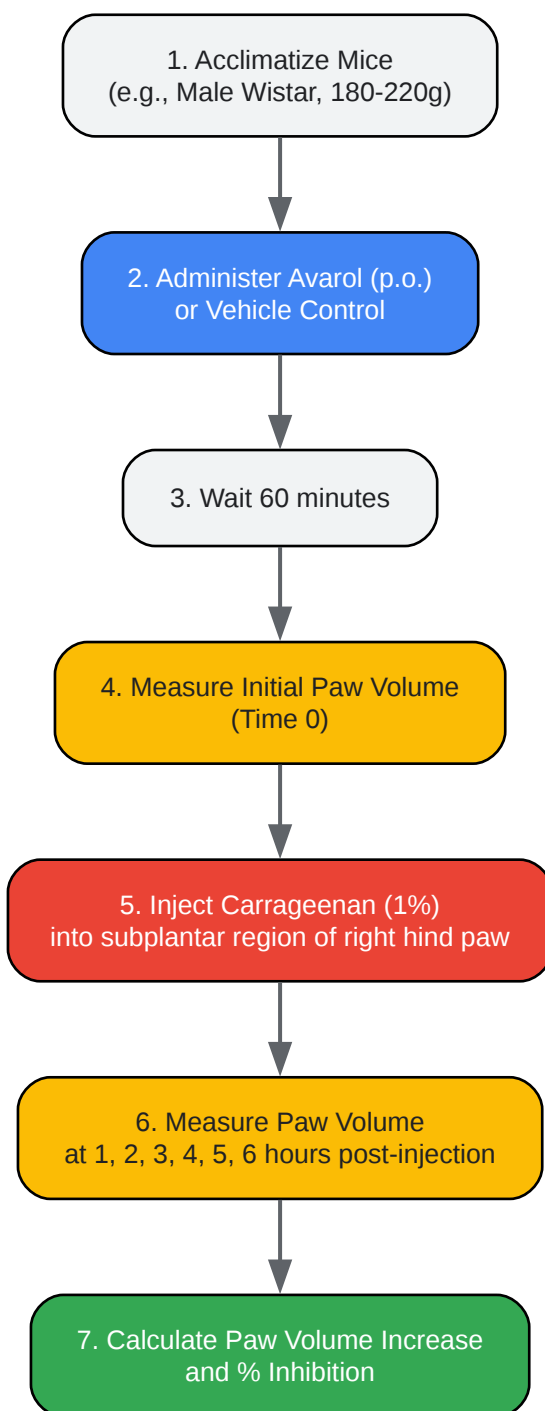 1. Acclimatize Mice
(e.g., Male Wistar, 180-220g)
2. Administer Avarol (p.o.)
or Vehicle Control
3. Wait 60 minutes
4. Measure Initial Paw Volume
(Time 0)
5. Inject Carrageenan (1%)
into subplantar region of right hind paw
6. Measure Paw Volume
at 1, 2, 3, 4, 5, 6 hours post-injection
7. Calculate Paw Volume Increase
and % Inhibition